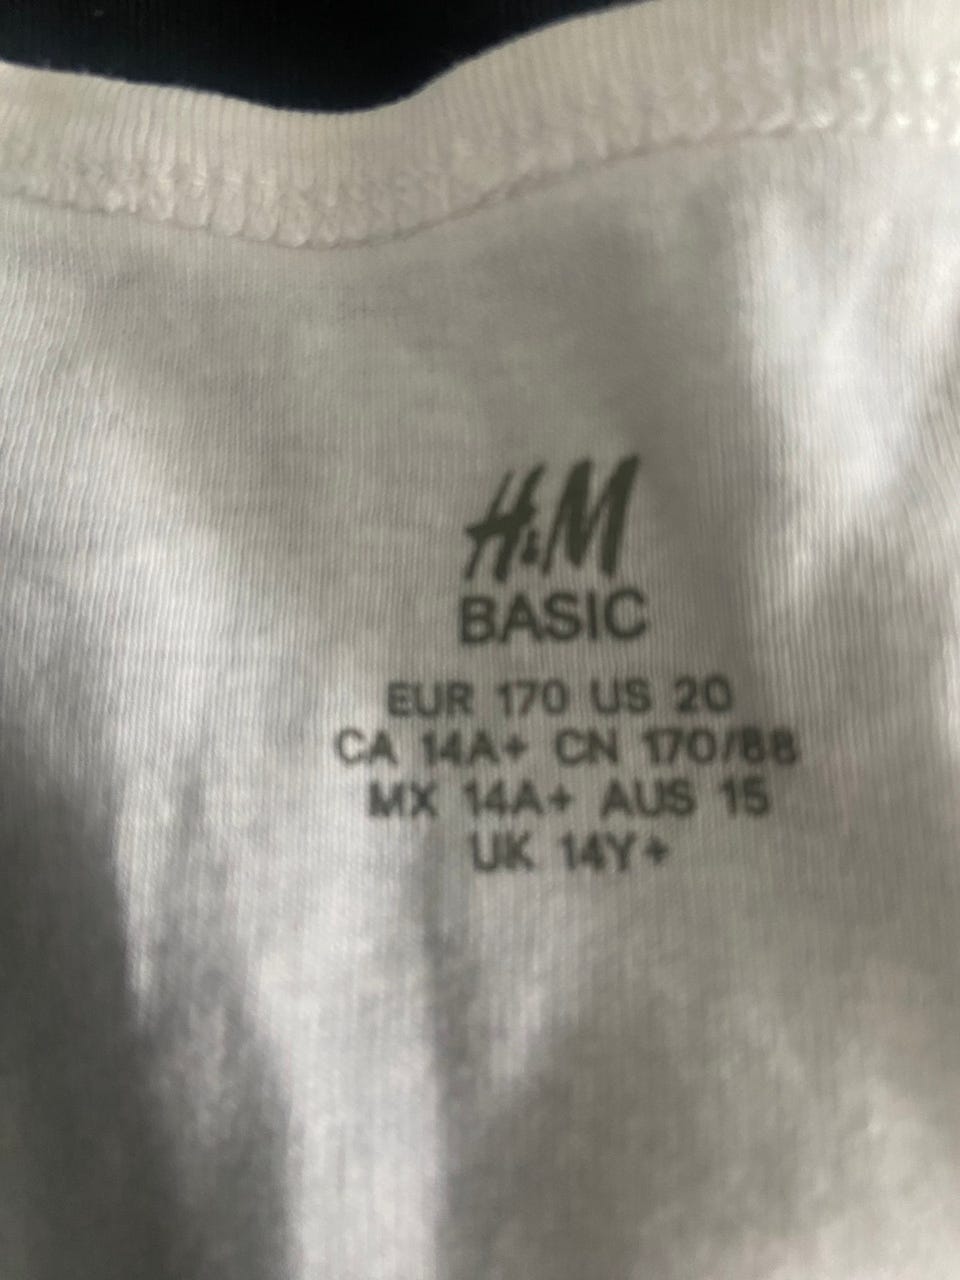 H&M
BASIC
EUR 170 US 20
CA 14A+ CN 170/88
MX 14A+ AUS 15
UK 14Y+